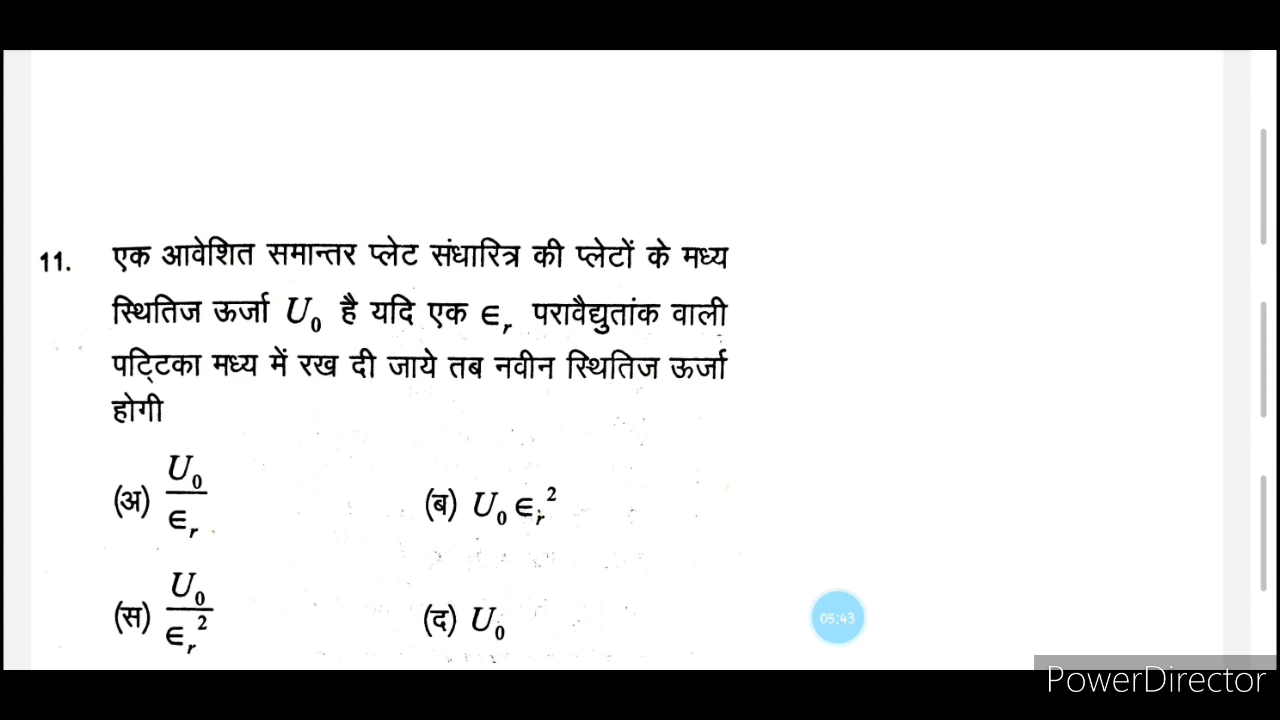 11. एक आवेशित समान्तर प्लेट संधारित्र की प्लेटों के मध्य
स्थितिज ऊर्जा U₀ है यदि एक ∈ᵣ परावैद्युतांक वाली
पट्टिका मध्य में रख दी जाये तब नवीन स्थितिज ऊर्जा
होगी
(अ) U₀/∈ᵣ (ब) U₀∈ᵣ²
(स) U₀/∈ᵣ² (द) U₀
05:43
PowerDirector